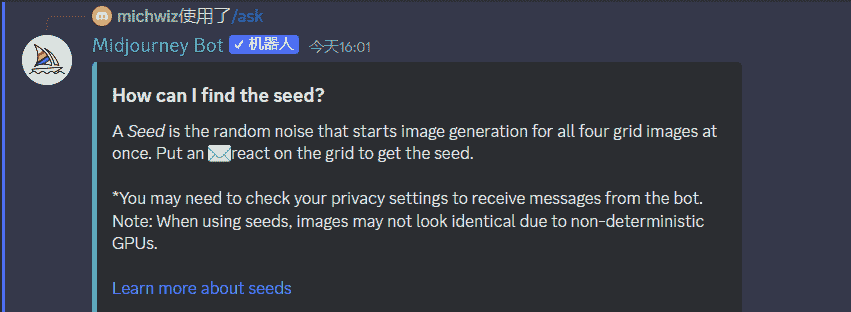 michwiz使用了/ask
Midjourney Bot ✓ 机器人 今天16:01
How can I find the seed?
A Seed is the random noise that starts image generation for all four grid images at
once. Put an ✉️react on the grid to get the seed.
*You may need to check your privacy settings to receive messages from the bot.
Note: When using seeds, images may not look identical due to non-deterministic
GPUs.
Learn more about seeds